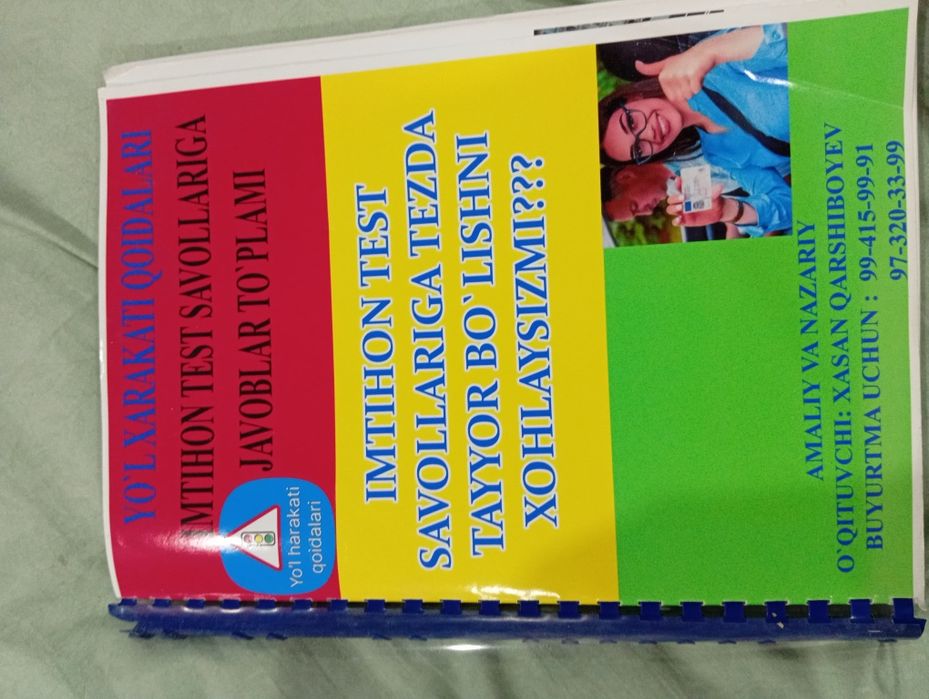 YO`L XARAKATI QOIDALARI
IMTIHON TEST SAVOLLARIGA
JAVOBLAR TO`PLAMI
Yo'l harakati
qoidalari
IMTIHON TEST
SAVOLLARIGA TEZDA
TAYYOR BO`LISHNI
XOHLAYSIZMI???
AMALIY VA NAZARIY
O`QITUVCHI: XASAN QARSHIBOYEV
BUYURTMA UCHUN : 99-415-99-91
97-320-33-99